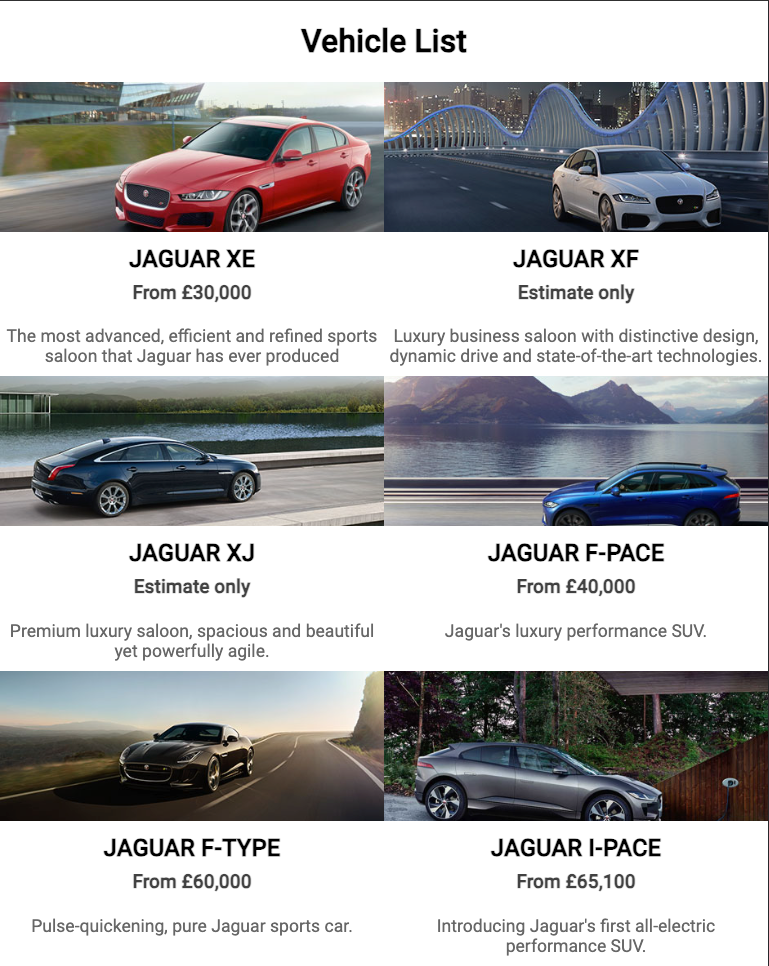 Vehicle List
JAGUAR XE
From £30,000
The most advanced, efficient and refined sports
saloon that Jaguar has ever produced
JAGUAR XF
Estimate only
Luxury business saloon with distinctive design,
dynamic drive and state-of-the-art technologies.
JAGUAR XJ
Estimate only
Premium luxury saloon, spacious and beautiful
yet powerfully agile.
JAGUAR F-PACE
From £40,000
Jaguar's luxury performance SUV.
JAGUAR F-TYPE
From £60,000
Pulse-quickening, pure Jaguar sports car.
JAGUAR I-PACE
From £65,100
Introducing Jaguar's first all-electric
performance SUV.